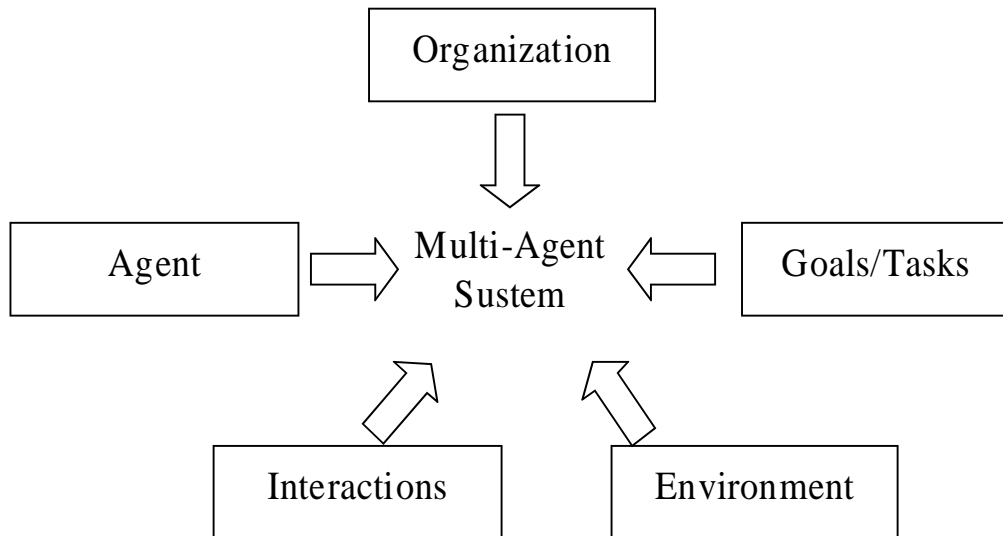 Organization
Agent
Multi-Agent
Sustem
Goals/Tasks
Interactions
Environment